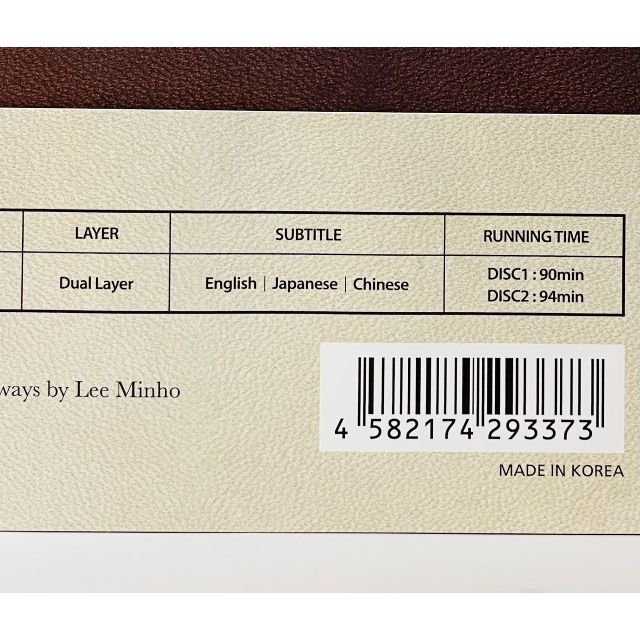 LAYER SUBTITLE RUNNING TIME
Dual Layer English | Japanese | Chinese DISC1 : 90min
DISC2 : 94min
by Lee Minho
4 582174 293373
MADE IN KOREA